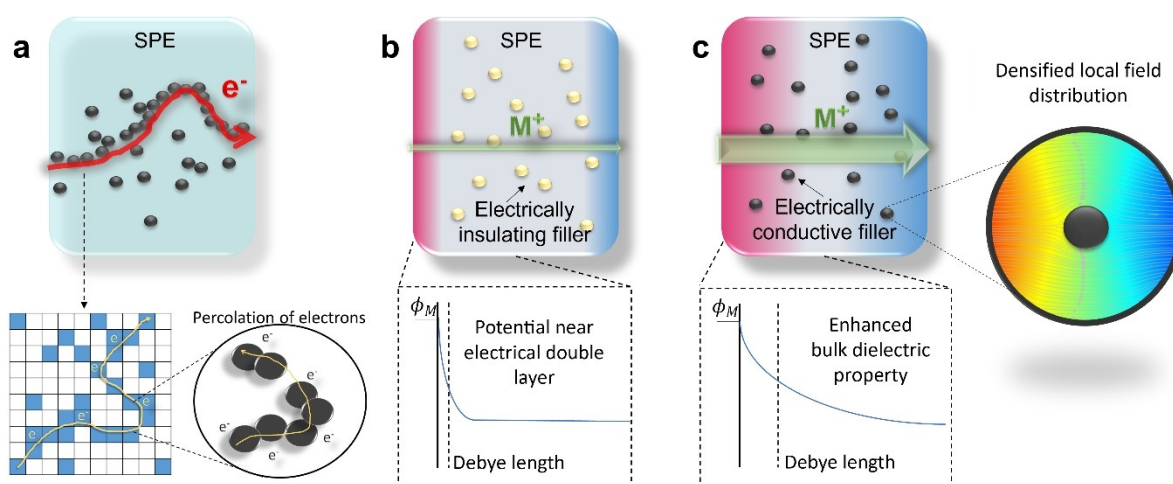 a
SPE
e-
Percolation of electrons
e
e-
e
e-
e
e-
e-
e-
e-
e-
b
SPE
M+
Electrically
insulating filler
ϕM
Potential near
electrical double
layer
Debye length
c
SPE
M+
Electrically
conductive filler
ϕM
Enhanced
bulk dielectric
property
Debye length
Densified local field
distribution